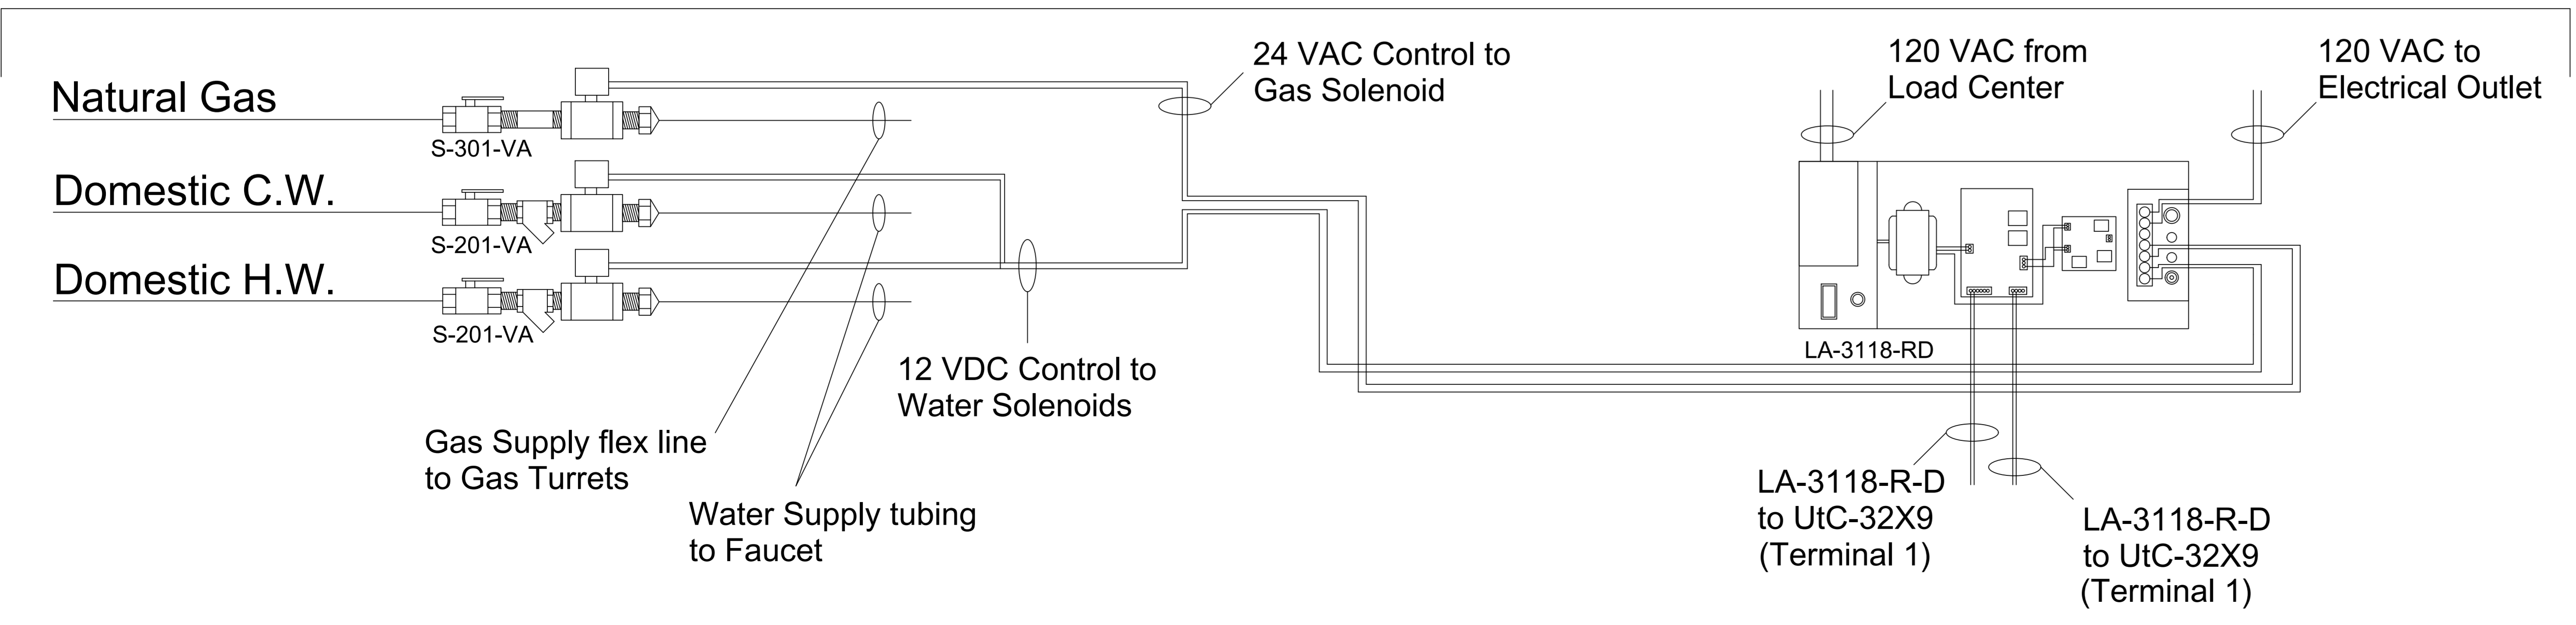 Natural Gas
S-301-VA
Domestic C.W.
S-201-VA
Domestic H.W.
S-201-VA
24 VAC Control to
Gas Solenoid
12 VDC Control to
Water Solenoids
Gas Supply flex line
to Gas Turrets
Water Supply tubing
to Faucet
120 VAC from
Load Center
120 VAC to
Electrical Outlet
LA-3118-RD
LA-3118-R-D
to UtC-32X9
(Terminal 1)
LA-3118-R-D
to UtC-32X9
(Terminal 1)